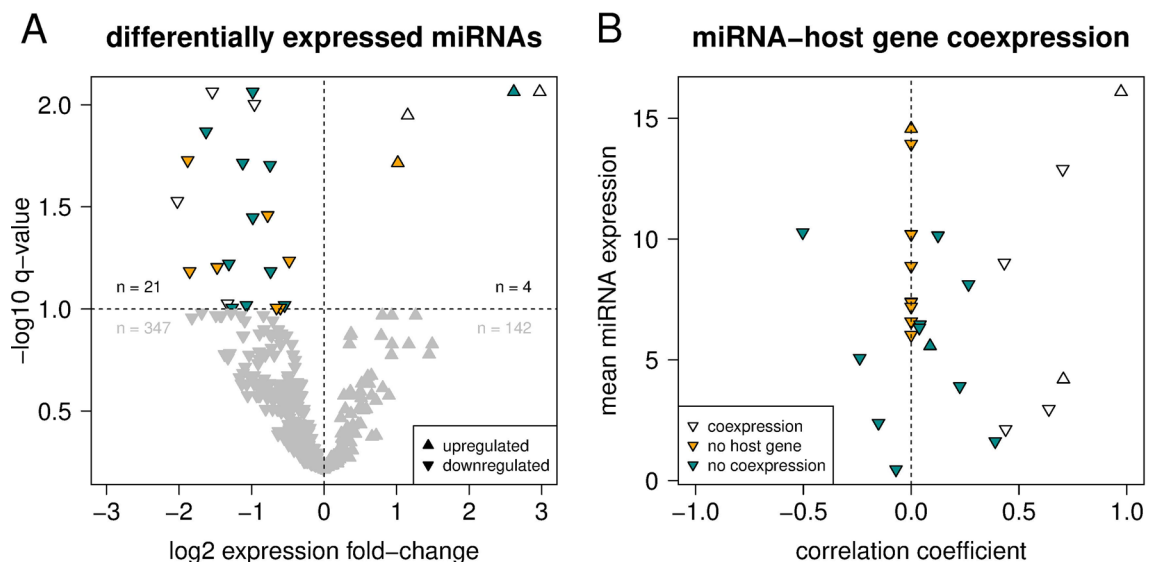 A
differentially expressed miRNAs
−log10 q−value
2.0
1.5
1.0
0.5
n = 21
n = 4
n = 347
n = 142
upregulated
downregulated
−3 −2 −1 0 1 2 3
log2 expression fold−change
B
miRNA−host gene coexpression
mean miRNA expression
15
10
5
0
coexpression
no host gene
no coexpression
−1.0 −0.5 0.0 0.5 1.0
correlation coefficient